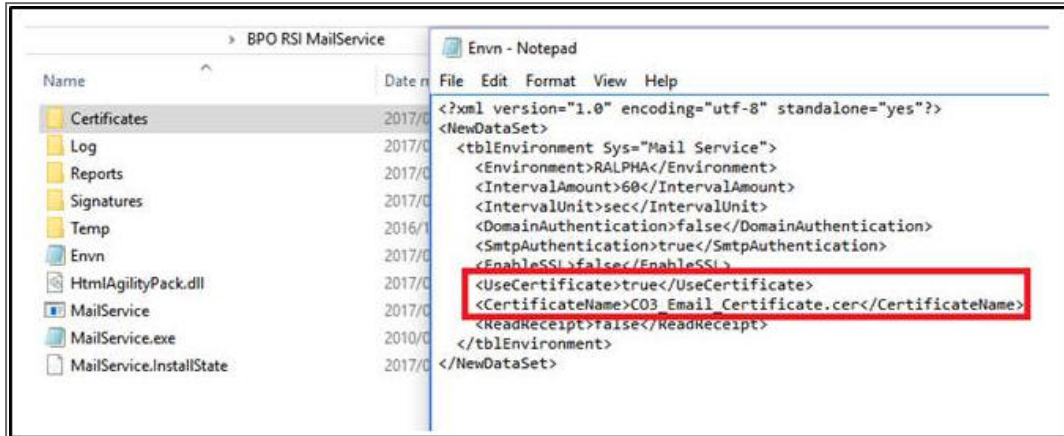 > BPO RSI MailService
Name
Date
Certificates 2017/0
Log 2017/0
Reports 2017/0
Signatures 2017/0
Temp 2016/1
Envn 2017/0
HtmlAgilityPack.dll 2017/0
MailService 2017/0
MailService.exe 2010/0
MailService.InstallState 2017/0
Envn - Notepad
File Edit Format View Help
<?xml version="1.0" encoding="utf-8" standalone="yes"?>
<NewDataSet>
<tblEnvironment Sys="Mail Service">
<Environment>RALPHA</Environment>
<IntervalAmount>60</IntervalAmount>
<IntervalUnit>sec</IntervalUnit>
<DomainAuthentication>false</DomainAuthentication>
<SmtpAuthentication>true</SmtpAuthentication>
<EnableSSL>false</EnableSSL>
<UseCertificate>true</UseCertificate>
<CertificateName>CO3_Email_Certificate.cer</CertificateName>
<ReadReceipt>false</ReadReceipt>
</tblEnvironment>
</NewDataSet>